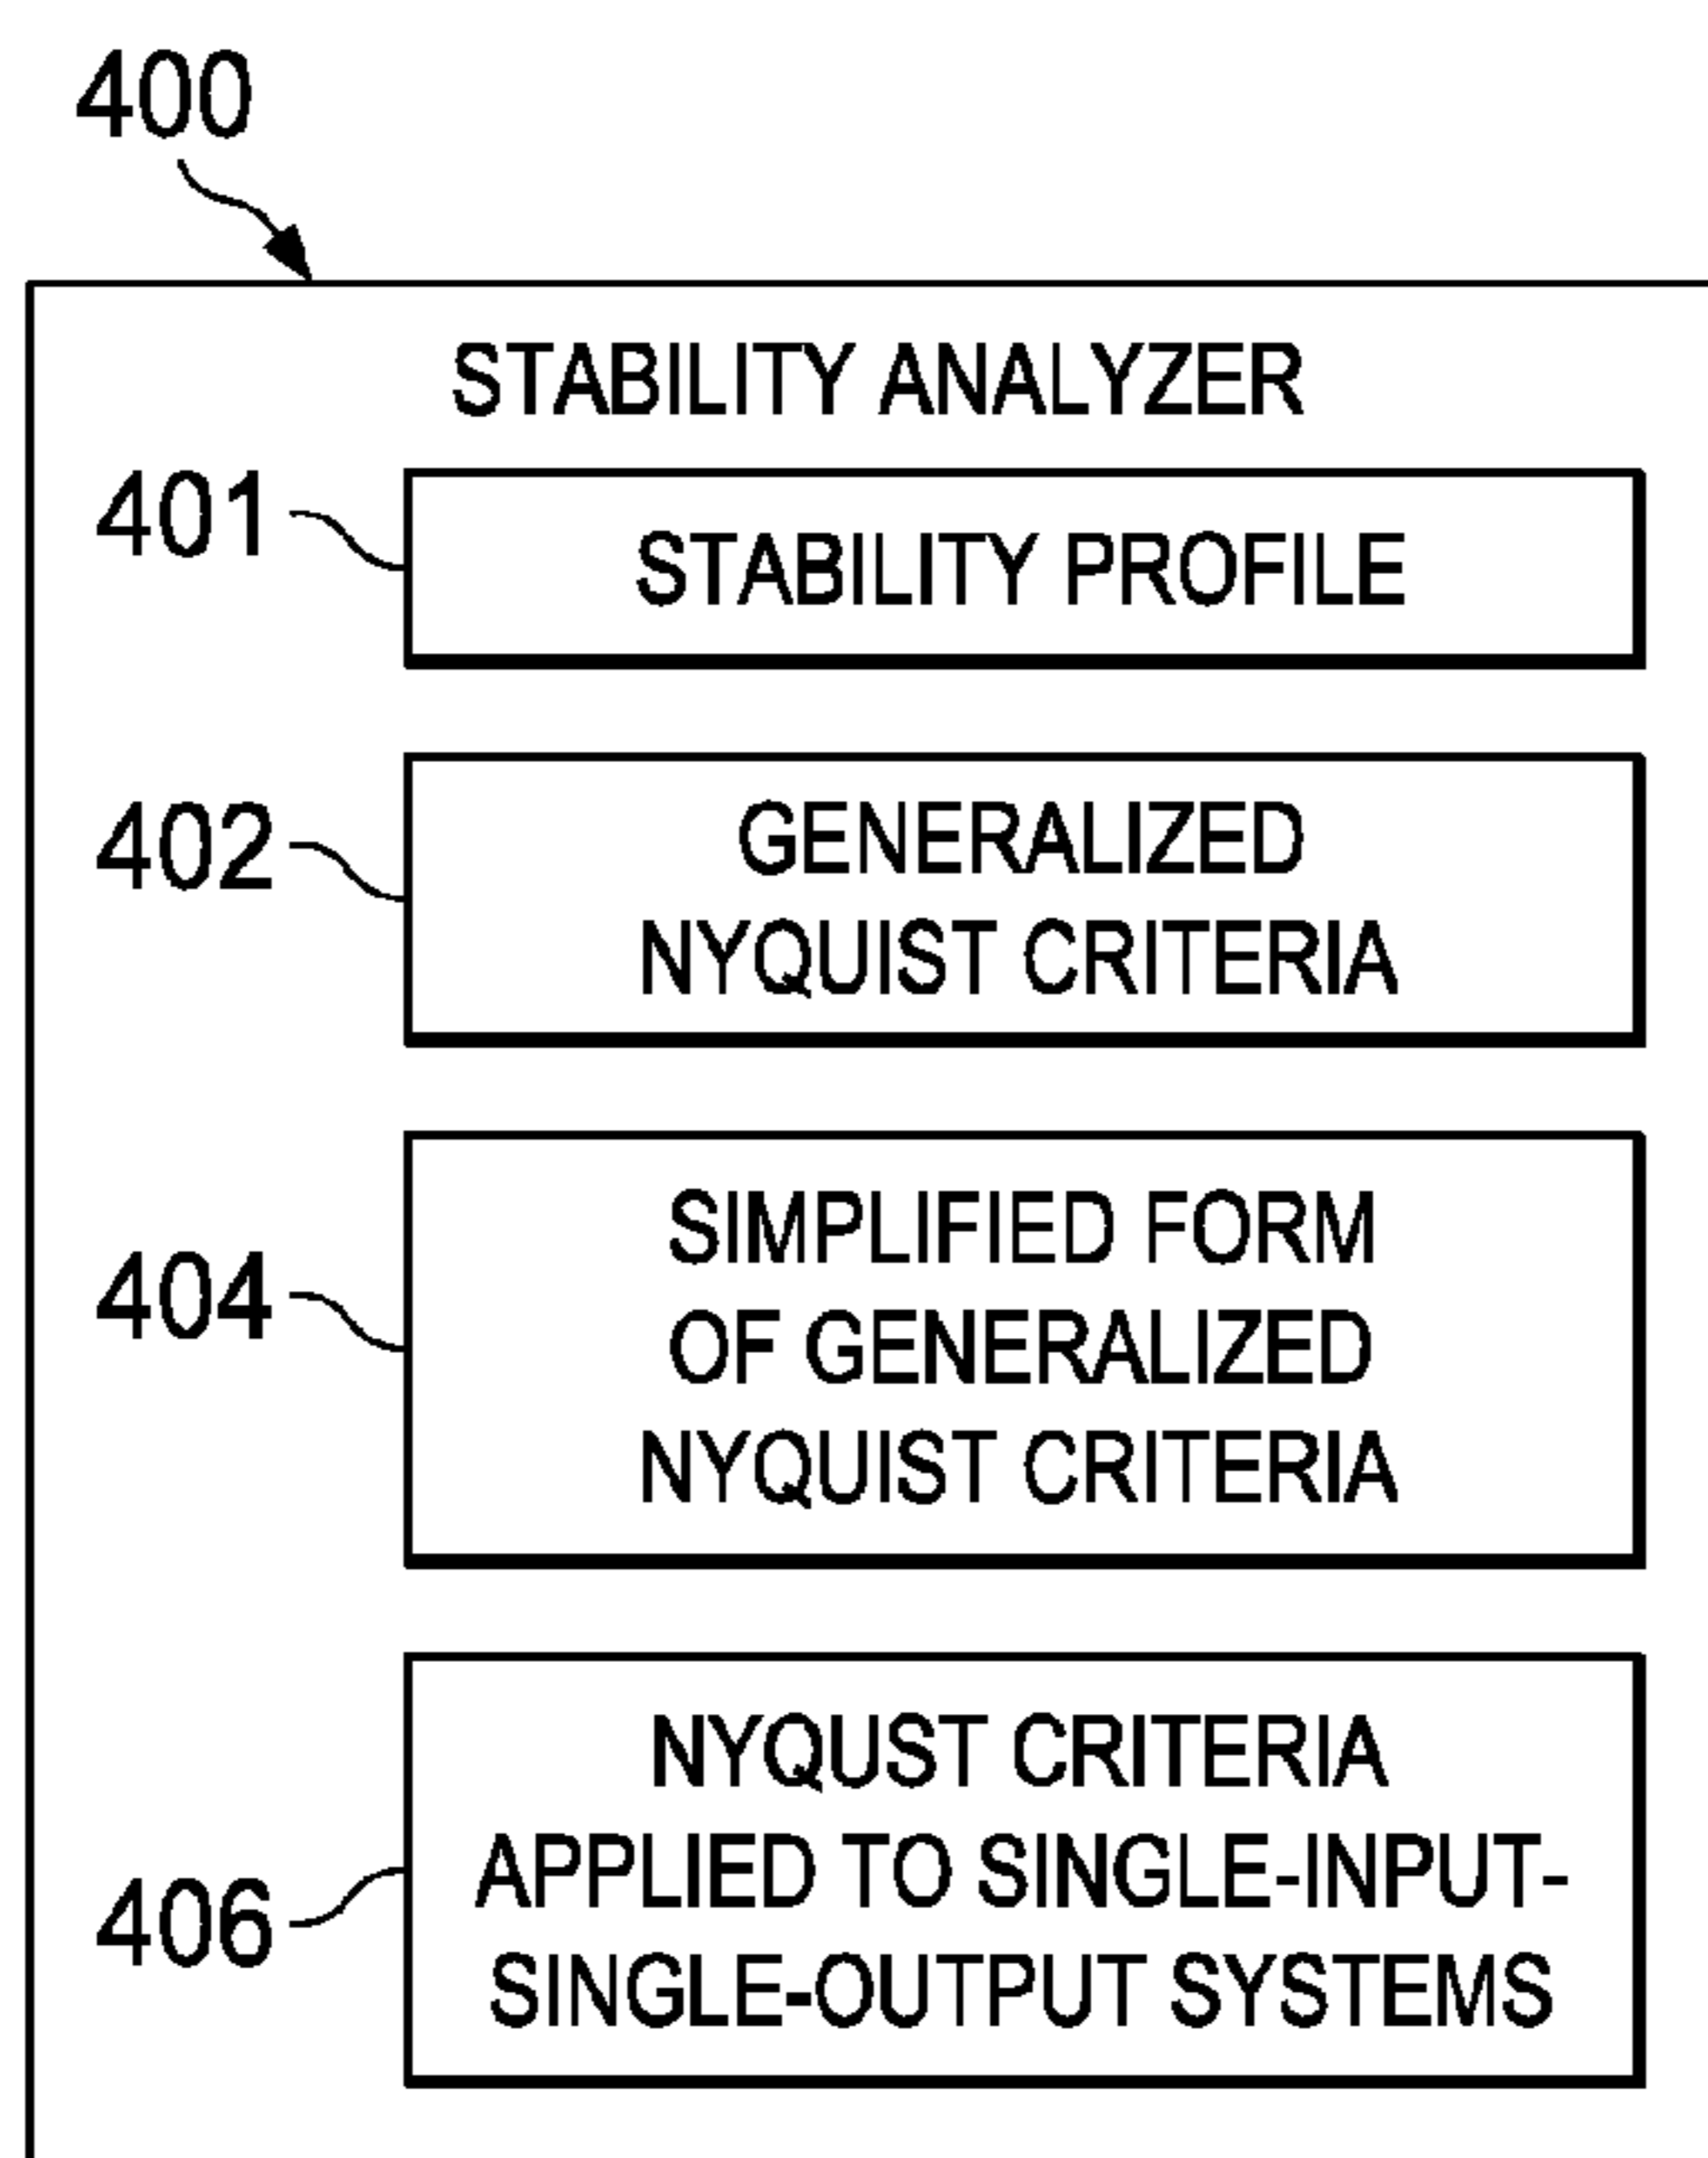 400
STABILITY ANALYZER
401
STABILITY PROFILE
402
GENERALIZED
NYQUIST CRITERIA
404
SIMPLIFIED FORM
OF GENERALIZED
NYQUIST CRITERIA
406
NYQUST CRITERIA
APPLIED TO SINGLE-INPUT-
SINGLE-OUTPUT SYSTEMS